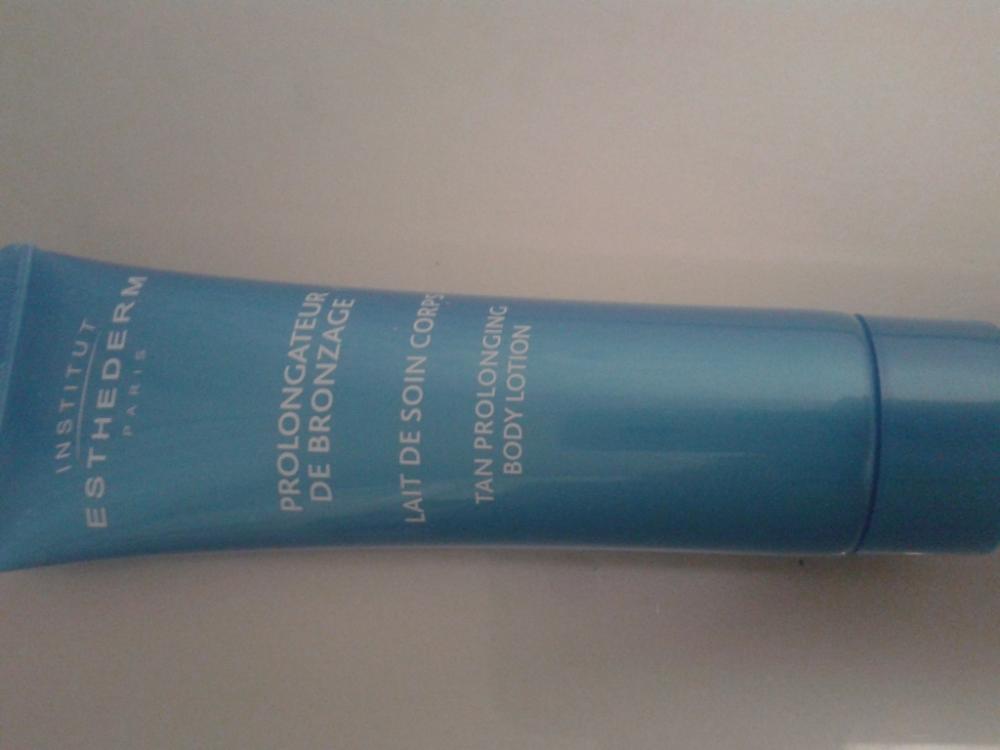 INSTITUT
ESTHEDERM
PARIS
PROLONGATEUR
DE BRONZAGE
LAIT DE SOIN CORPS
TAN PROLONGING
BODY LOTION